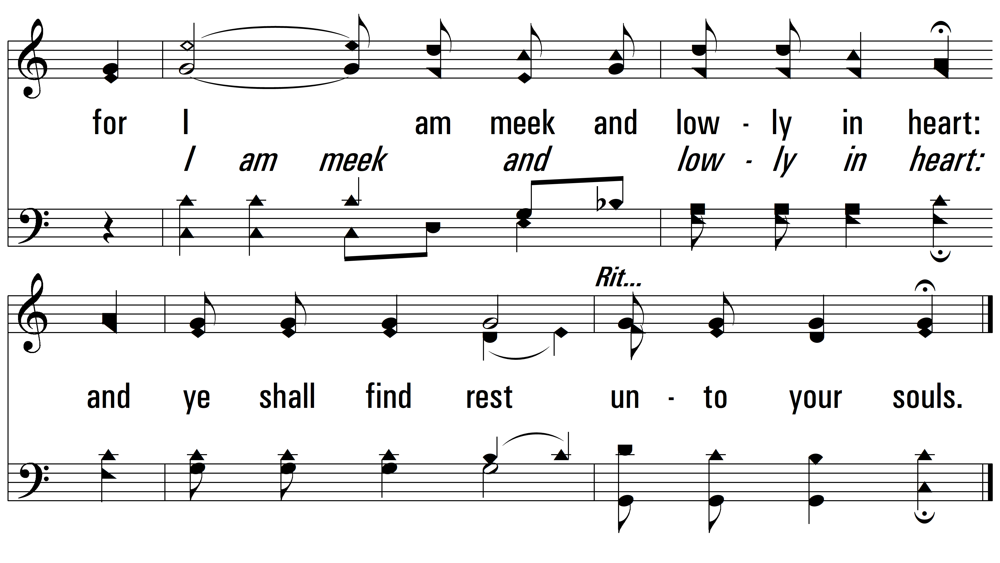 for I am meek and low - ly in heart:
I am meek and low - ly in heart:
Rit...
and ye shall find rest un - to your souls.